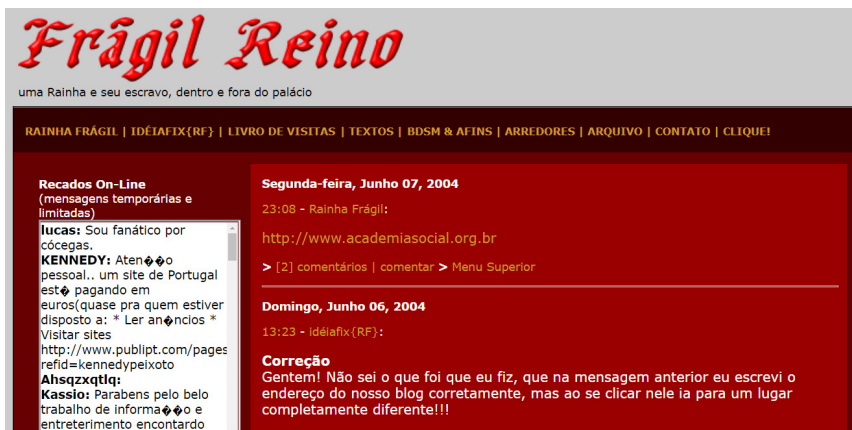 Frágil Reino
uma Rainha e seu escravo, dentro e fora do palácio
RAINHA FRÁGIL | IDÉIAFIX{RF} | LIVRO DE VISITAS | TEXTOS | BDSM & AFINS | ARREDORES | ARQUIVO | CONTATO | CLIQUE!
Recados On-Line
(mensagens temporárias e
limitadas)
lucas: Sou fanático por
cócegas.
KENNEDY: Aten��o
pessoal.. um site de Portugal
est� pagando em
euros(quase pra quem estiver
disposto a: * Ler an�ncios *
Visitar sites
http://www.publipt.com/pages
refid=kennedypeixoto
Ahsqzxqtlq:
Kassio: Parabens pelo belo
trabalho de informa��o e
entreterimento encontardo
Segunda-feira, Junho 07, 2004
23:08 - Rainha Frágil:
http://www.academiasocial.org.br
> [2] comentários | comentar > Menu Superior
Domingo, Junho 06, 2004
13:23 - idéiafix{RF}:
Correção
Gentem! Não sei o que foi que eu fiz, que na mensagem anterior eu escrevi o
endereço do nosso blog corretamente, mas ao se clicar nele ia para um lugar
completamente diferente!!!